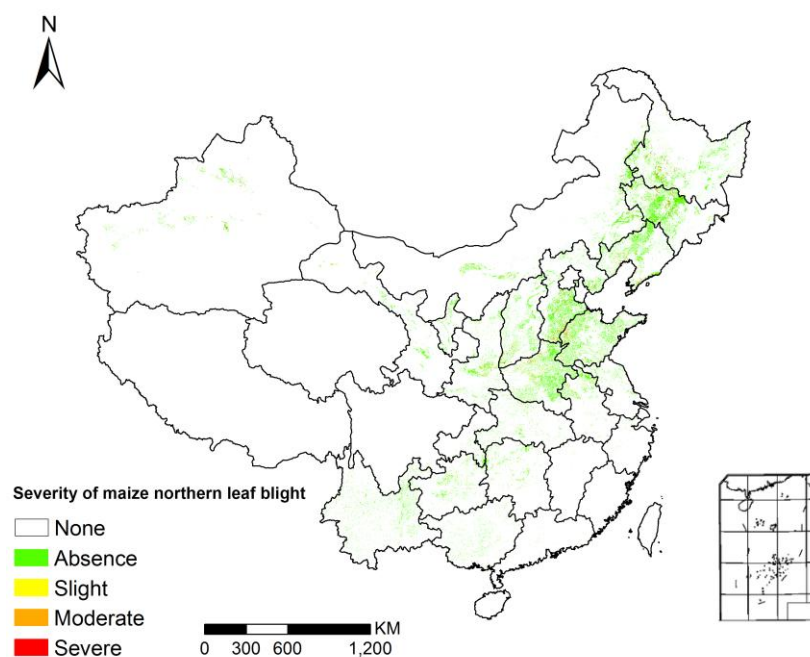 N
Severity of maize northern leaf blight
None
Absence
Slight
Moderate
Severe
KM
0 300 600 1,200